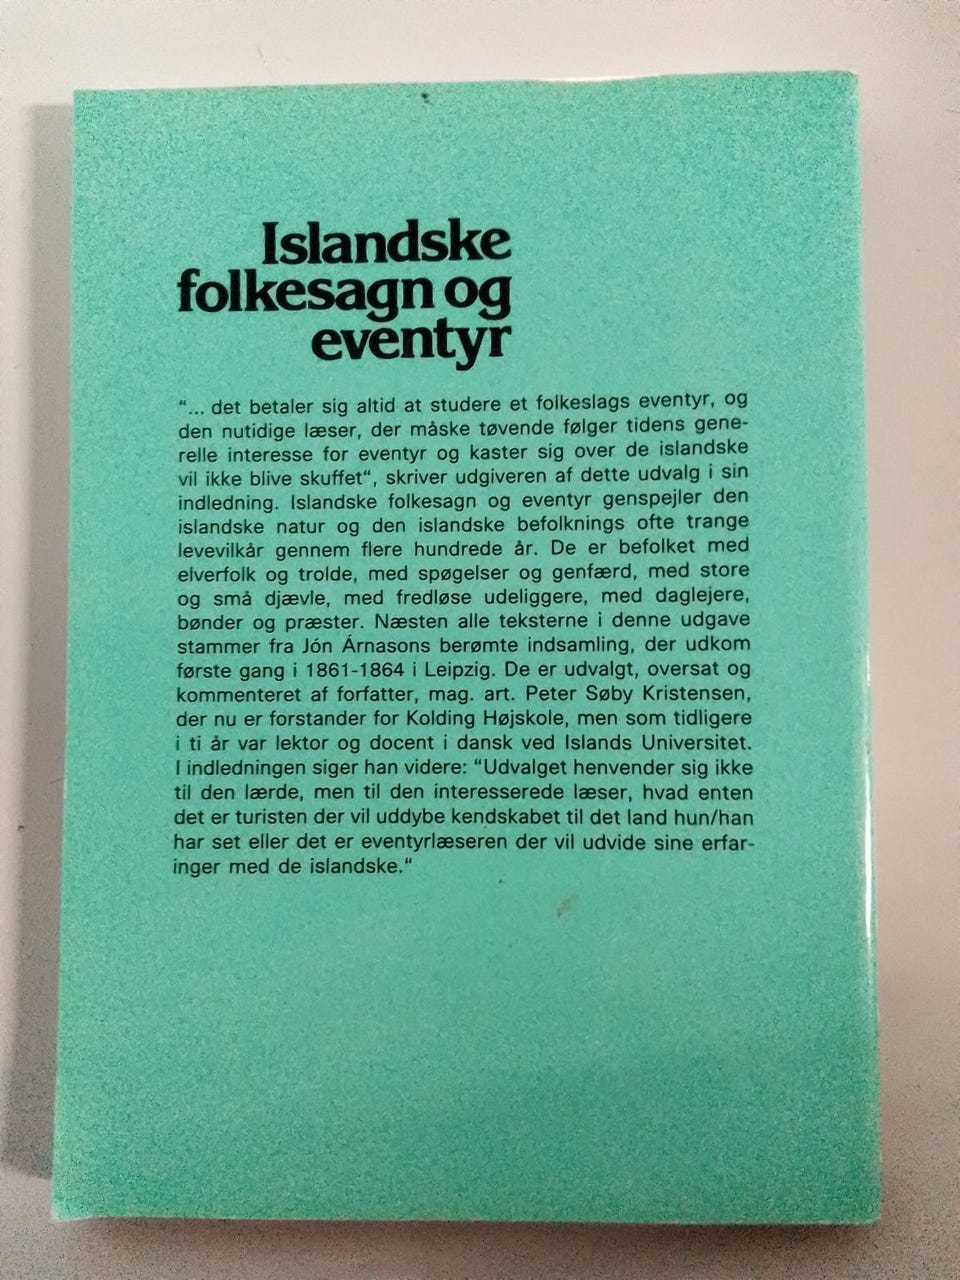 Islandske
folkesagn og
eventyr
“... det betaler sig altid at studere et folkeslags eventyr, og
den nutidige læser, der måske tøvende følger tidens gene-
relle interesse for eventyr og kaster sig over de islandske
vil ikke blive skuffet“, skriver udgiveren af dette udvalg i sin
indledning. Islandske folkesagn og eventyr genspejler den
islandske natur og den islandske befolknings ofte trange
levevilkår gennem flere hundrede år. De er befolket med
elverfolk og trolde, med spøgelser og genfærd, med store
og små djævle, med fredløse udeliggere, med daglejere,
bønder og præster. Næsten alle teksterne i denne udgave
stammer fra Jón Árnasons berømte indsamling, der udkom
første gang i 1861-1864 i Leipzig. De er udvalgt, oversat og
kommenteret af forfatter, mag. art. Peter Søby Kristensen,
der nu er forstander for Kolding Højskole, men som tidligere
i ti år var lektor og docent i dansk ved Islands Universitet.
I indledningen siger han videre: “Udvalget henvender sig ikke
til den lærde, men til den interesserede læser, hvad enten
det er turisten der vil uddybe kendskabet til det land hun/han
har set eller det er eventyrlæseren der vil udvide sine erfar-
inger med de islandske.“